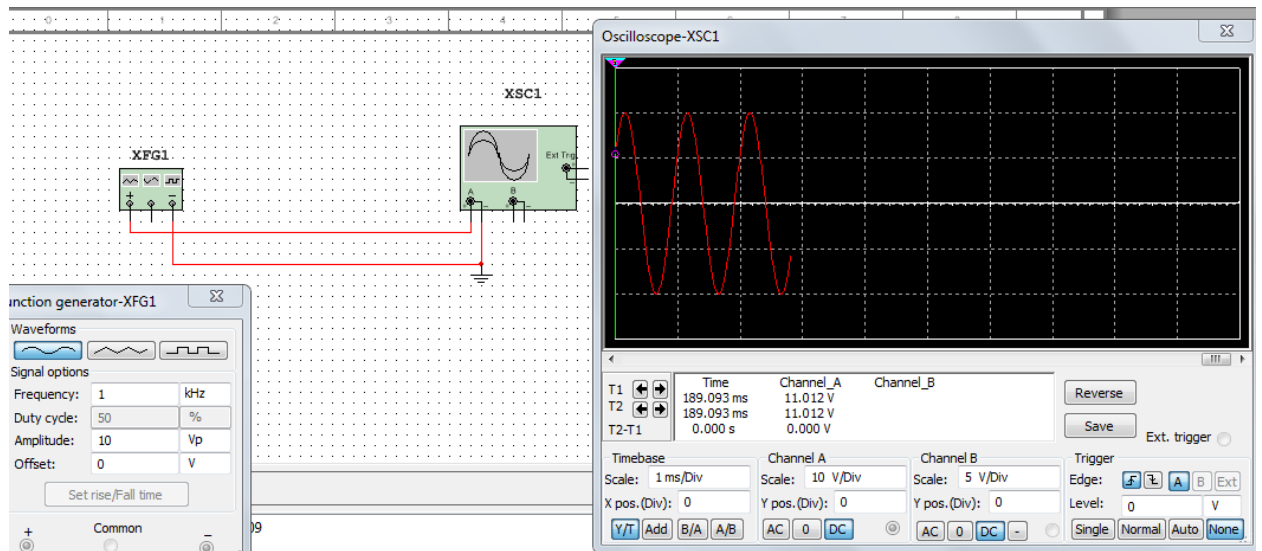 XSC1
Ext Trig
A B
XFG1
unction generator-XFG1
Waveforms
Signal options
Frequency: 1 kHz
Duty cycle: 50 %
Amplitude: 10 Vp
Offset: 0 V
Set rise/Fall time
+ Common -
09
Oscilloscope-XSC1
Time Channel_A Channel_B
T1 189.093 ms 11.012 V
T2 189.093 ms 11.012 V
T2-T1 0.000 s 0.000 V
Reverse
Save
Ext. trigger
Timebase Channel A Channel B Trigger
Scale: 1 ms/Div Scale: 10 V/Div Scale: 5 V/Div Edge: A B Ext
X pos.(Div): 0 Y pos.(Div): 0 Y pos.(Div): 0 Level: 0 V
Y/T Add B/A A/B AC 0 DC AC 0 DC - Single Normal Auto None